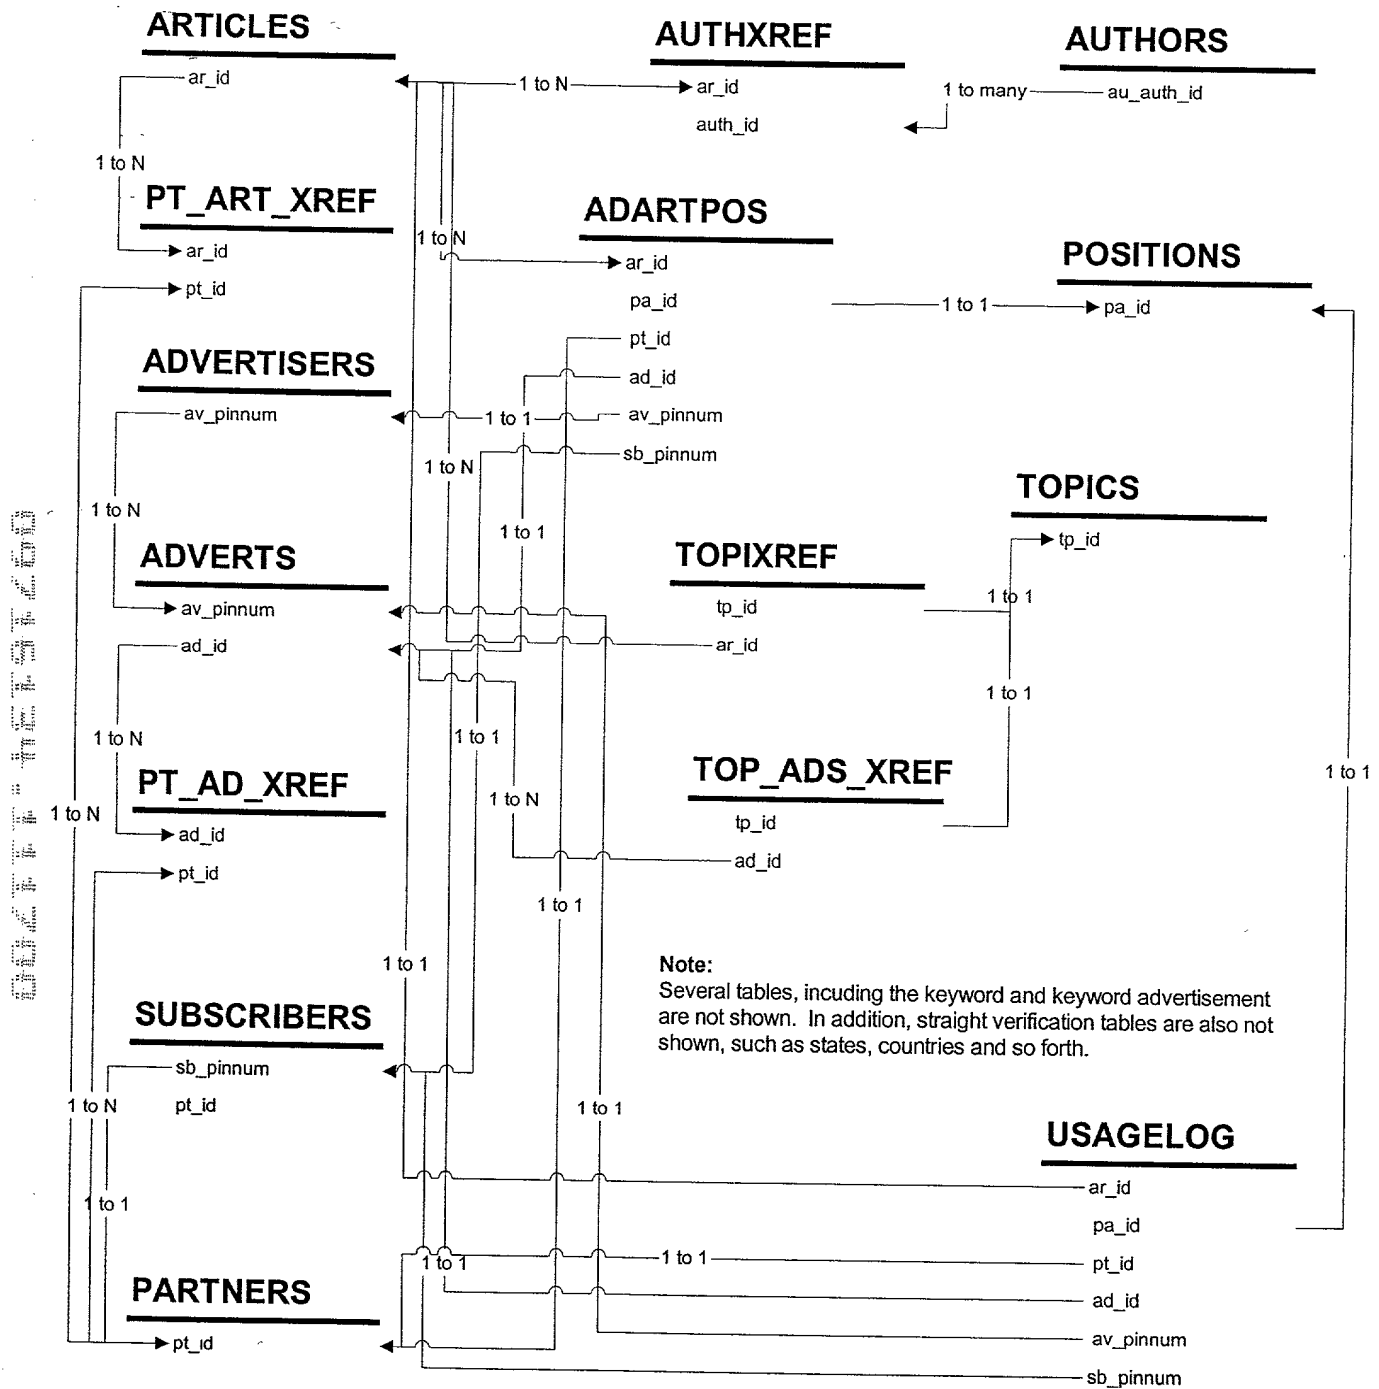 ARTICLES
ar_id
1 to N
AUTHXREF
ar_id
auth_id
AUTHORS
1 to many
au_auth_id
1 to N
PT_ART_XREF
ar_id
pt_id
1 to N
ADARTPOS
ar_id
pa_id
pt_id
ad_id
av_pinnum
sb_pinnum
1 to 1
POSITIONS
pa_id
ADVERTISERS
av_pinnum
1 to 1
1 to N
1 to N
1 to 1
TOPICS
tp_id
ADVERTS
av_pinnum
ad_id
TOPIXREF
tp_id
ar_id
1 to 1
1 to 1
1 to N
1 to 1
PT_AD_XREF
ad_id
pt_id
1 to N
1 to N
TOP_ADS_XREF
tp_id
ad_id
1 to 1
1 to 1
1 to 1
Note:
Several tables, incuding the keyword and keyword advertisement
are not shown. In addition, straight verification tables are also not
shown, such as states, countries and so forth.
SUBSCRIBERS
sb_pinnum
pt_id
1 to N
1 to 1
1 to 1
USAGELOG
ar_id
pa_id
pt_id
ad_id
av_pinnum
sb_pinnum
1 to 1
1 to 1
PARTNERS
pt_id